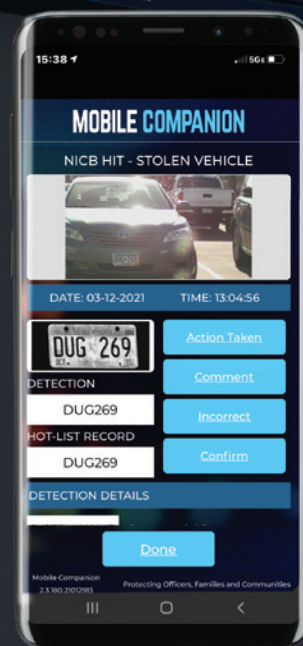 15:38
5GE
MOBILE COMPANION
NICB HIT - STOLEN VEHICLE
DATE: 03-12-2021 TIME: 13:04:56
DUG 269
Action Taken
DETECTION
Comment
DUG269
Incorrect
HOT-LIST RECORD
Confirm
DUG269
DETECTION DETAILS
Done
Mobile Companion
Protecting Officers, Families and Communities